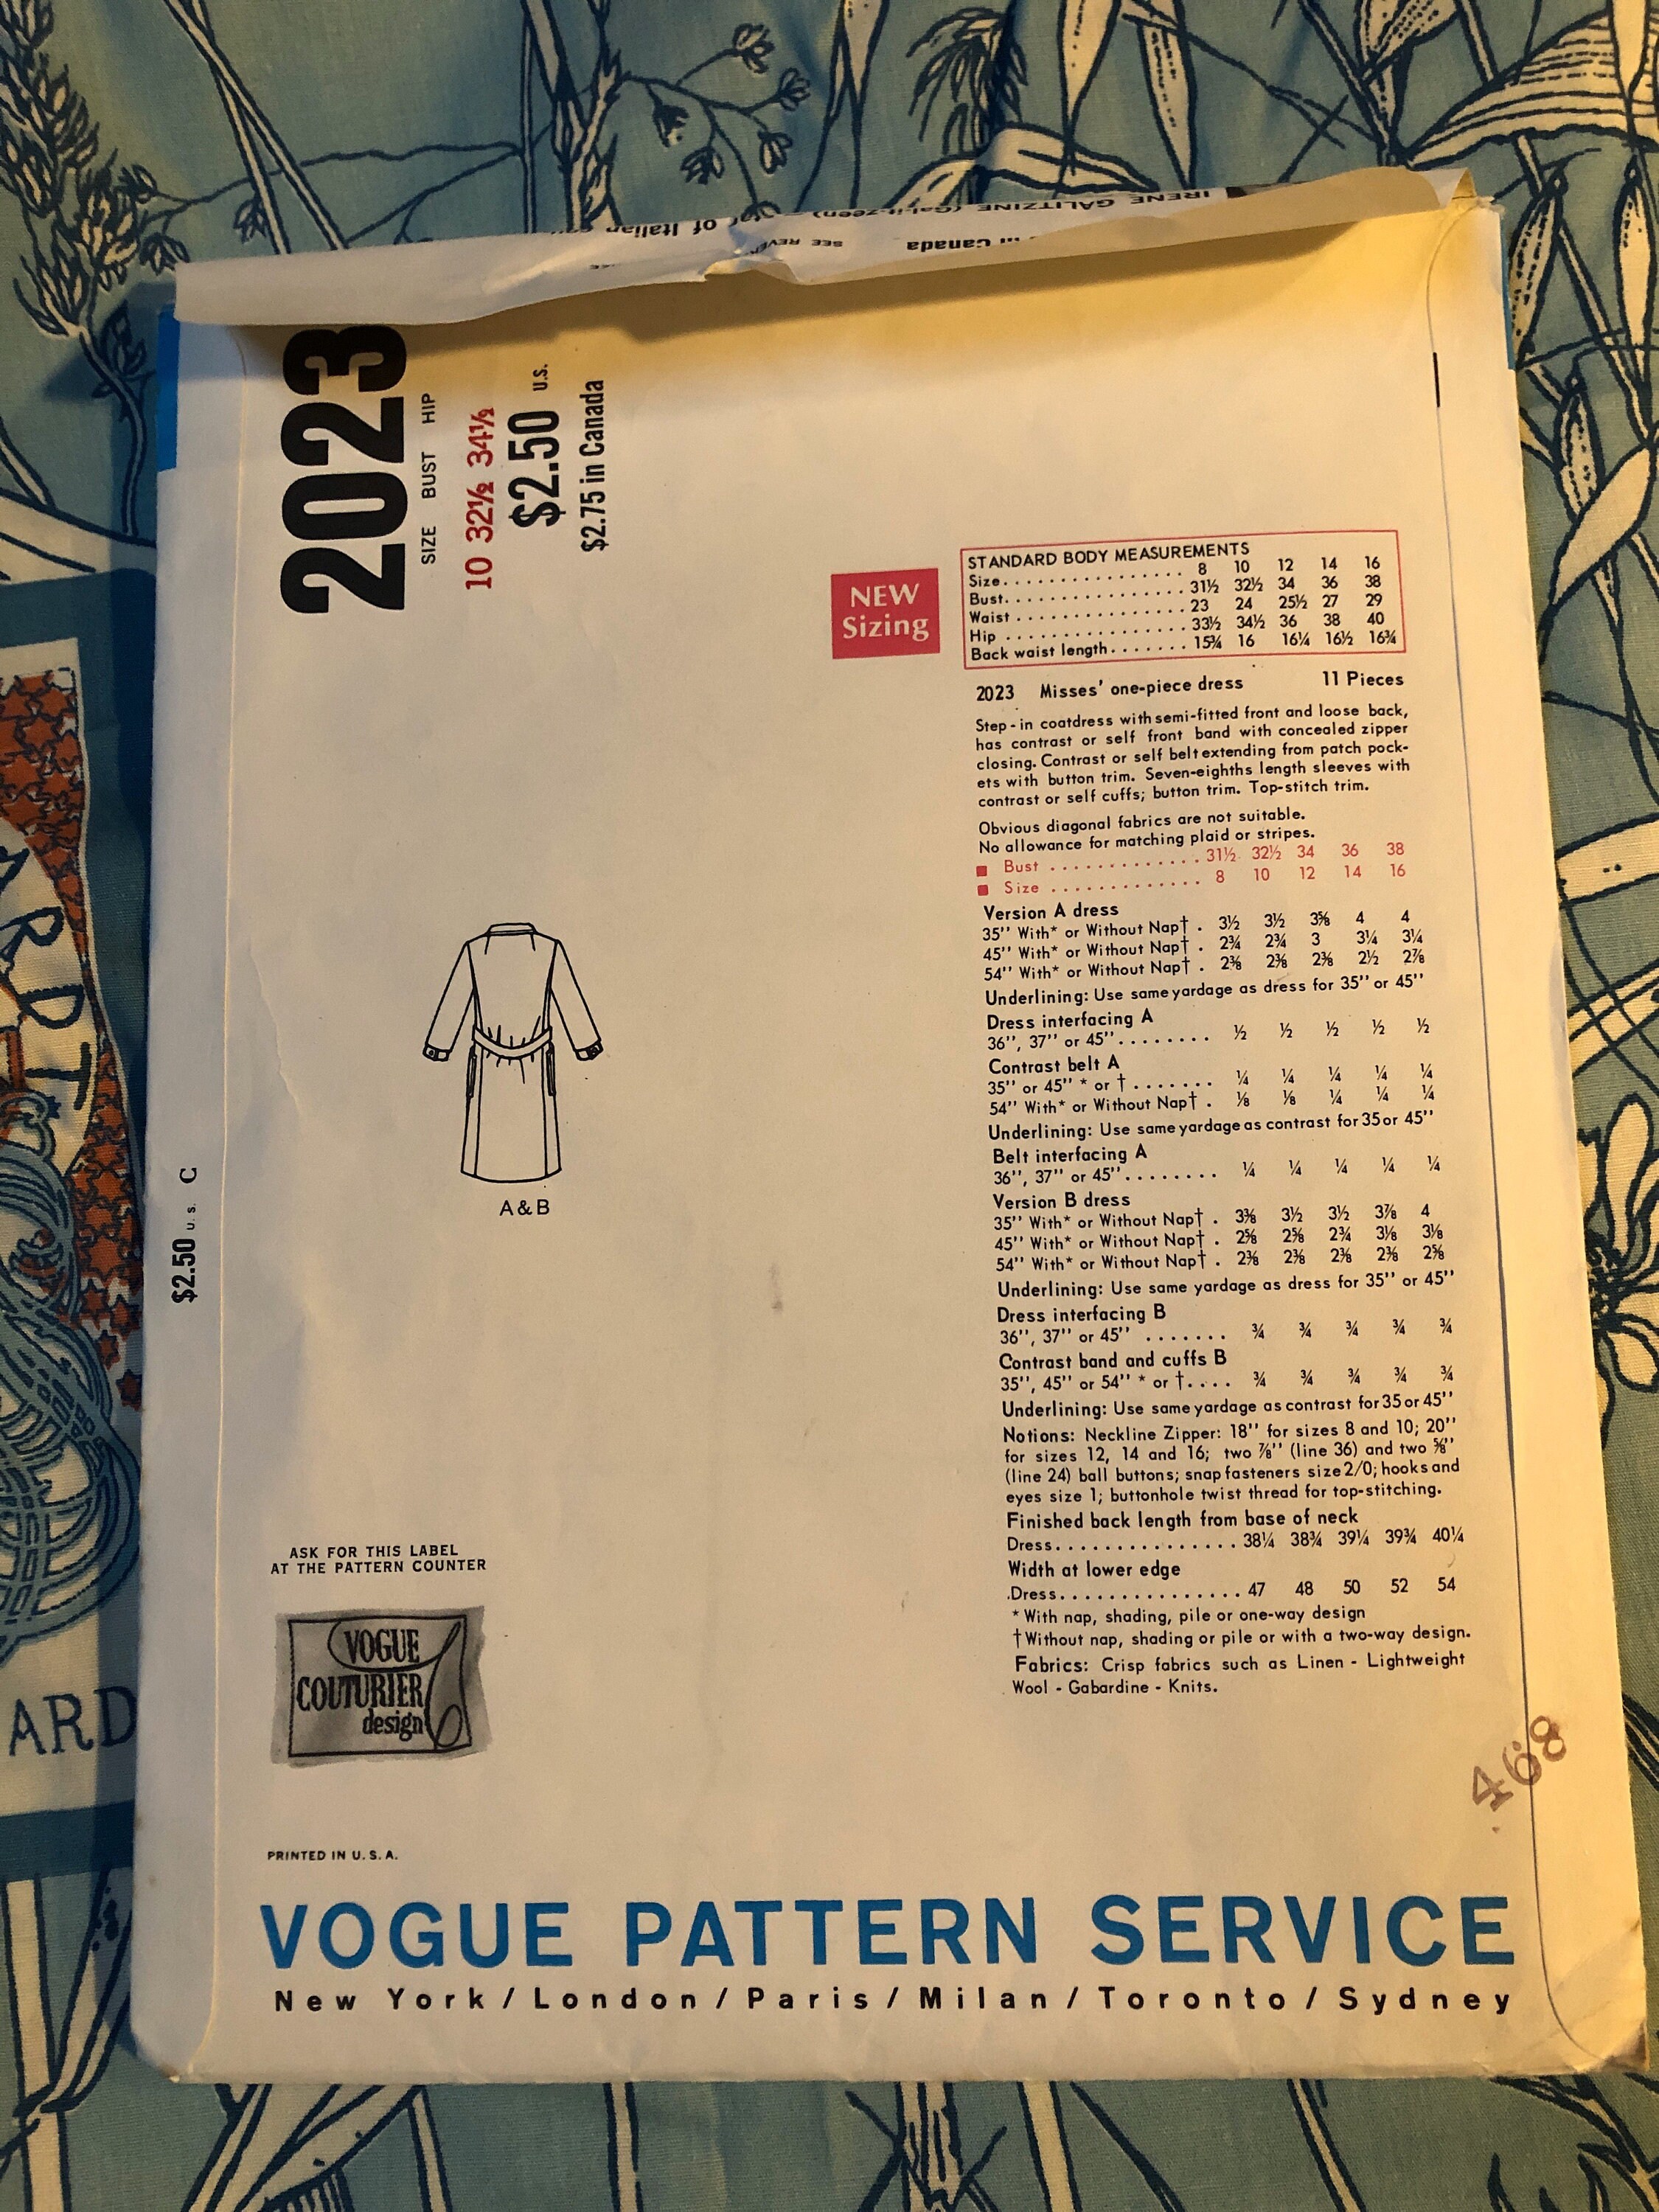 IRENE GALITZINE (Gal-it-zeen)
of Italian
SEE
in Canada
2023
SIZE BUST HIP
10 32½ 34½
$2.50 U.S.
$2.75 in Canada
NEW
Sizing
STANDARD BODY MEASUREMENTS
Size. . . . . . . . . . . . . . . . 8 10 12 14 16
Bust. . . . . . . . . . . . . . . . 31½ 32½ 34 36 38
Waist . . . . . . . . . . . . . . . 23 24 25½ 27 29
Hip . . . . . . . . . . . . . . . . 33½ 34½ 36 38 40
Back waist length. . . . . . . 15¾ 16 16¼ 16½ 16¾
2023 Misses' one-piece dress 11 Pieces
Step-in coatdress with semi-fitted front and loose back,
has contrast or self front band with concealed zipper
closing. Contrast or self belt extending from patch pock-
ets with button trim. Seven-eighths length sleeves with
contrast or self cuffs; button trim. Top-stitch trim.
Obvious diagonal fabrics are not suitable.
No allowance for matching plaid or stripes.
Bust . . . . . . . . . . . . . 31½ 32½ 34 36 38
Size . . . . . . . . . . . . . 8 10 12 14 16
Version A dress
35'' With* or Without Nap† . 3½ 3½ 3⅝ 4 4
45'' With* or Without Nap† . 2¾ 2¾ 3 3¼ 3¼
54'' With* or Without Nap† . 2⅜ 2⅜ 2⅜ 2½ 2⅞
Underlining: Use same yardage as dress for 35'' or 45''
Dress interfacing A
36'', 37'' or 45''. . . . . . . . ½ ½ ½ ½ ½
Contrast belt A
35'' or 45'' * or † . . . . . . . ¼ ¼ ¼ ¼ ¼
54'' With* or Without Nap† . ⅛ ⅛ ¼ ¼ ¼
Underlining: Use same yardage as contrast for 35 or 45''
Belt interfacing A
36'', 37'' or 45''. . . . . . . . ¼ ¼ ¼ ¼ ¼
Version B dress
35'' With* or Without Nap† . 3⅜ 3½ 3½ 3⅞ 4
45'' With* or Without Nap† . 2⅝ 2⅝ 2¾ 3⅛ 3⅛
54'' With* or Without Nap† . 2⅜ 2⅜ 2⅜ 2⅜ 2⅝
Underlining: Use same yardage as dress for 35'' or 45''
Dress interfacing B
36'', 37'' or 45'' . . . . . . . ¾ ¾ ¾ ¾ ¾
Contrast band and cuffs B
35'', 45'' or 54'' * or †. . . . ¾ ¾ ¾ ¾ ¾
Underlining: Use same yardage as contrast for 35 or 45''
Notions: Neckline Zipper: 18'' for sizes 8 and 10; 20''
for sizes 12, 14 and 16; two ⅞'' (line 36) and two ⅝''
(line 24) ball buttons; snap fasteners size 2/0; hooks and
eyes size 1; buttonhole twist thread for top-stitching.
Finished back length from base of neck
Dress. . . . . . . . . . . . . . . . 38¼ 38¾ 39¼ 39¾ 40¼
Width at lower edge
Dress. . . . . . . . . . . . . . . . 47 48 50 52 54
* With nap, shading, pile or one-way design
† Without nap, shading or pile or with a two-way design.
Fabrics: Crisp fabrics such as Linen - Lightweight
Wool - Gabardine - Knits.
A & B
$2.50 U.S. C
ASK FOR THIS LABEL
AT THE PATTERN COUNTER
VOGUE
COUTURIER
design
468
PRINTED IN U.S.A.
VOGUE PATTERN SERVICE
New York/London/Paris/Milan/Toronto/Sydney
ARDT
ARD